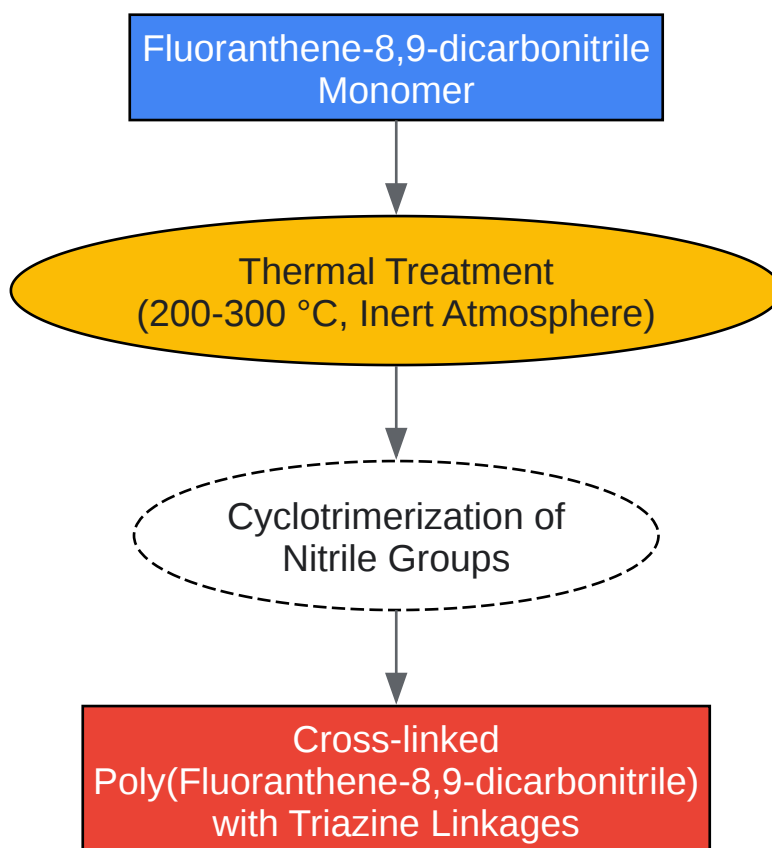 Fluoranthene-8,9-dicarbonitrile
Monomer
Thermal Treatment
(200-300 °C, Inert Atmosphere)
Cyclotrimerization of
Nitrile Groups
Cross-linked
Poly(Fluoranthene-8,9-dicarbonitrile)
with Triazine Linkages